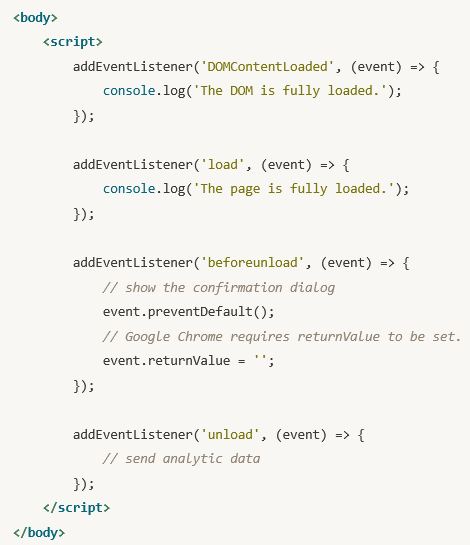 <body>
<script>
addEventListener('DOMContentLoaded', (event) => {
console.log('The DOM is fully loaded.');
});
addEventListener('load', (event) => {
console.log('The page is fully loaded.');
});
addEventListener('beforeunload', (event) => {
// show the confirmation dialog
event.preventDefault();
// Google Chrome requires returnValue to be set.
event.returnValue = '';
});
addEventListener('unload', (event) => {
// send analytic data
});
</script>
</body>